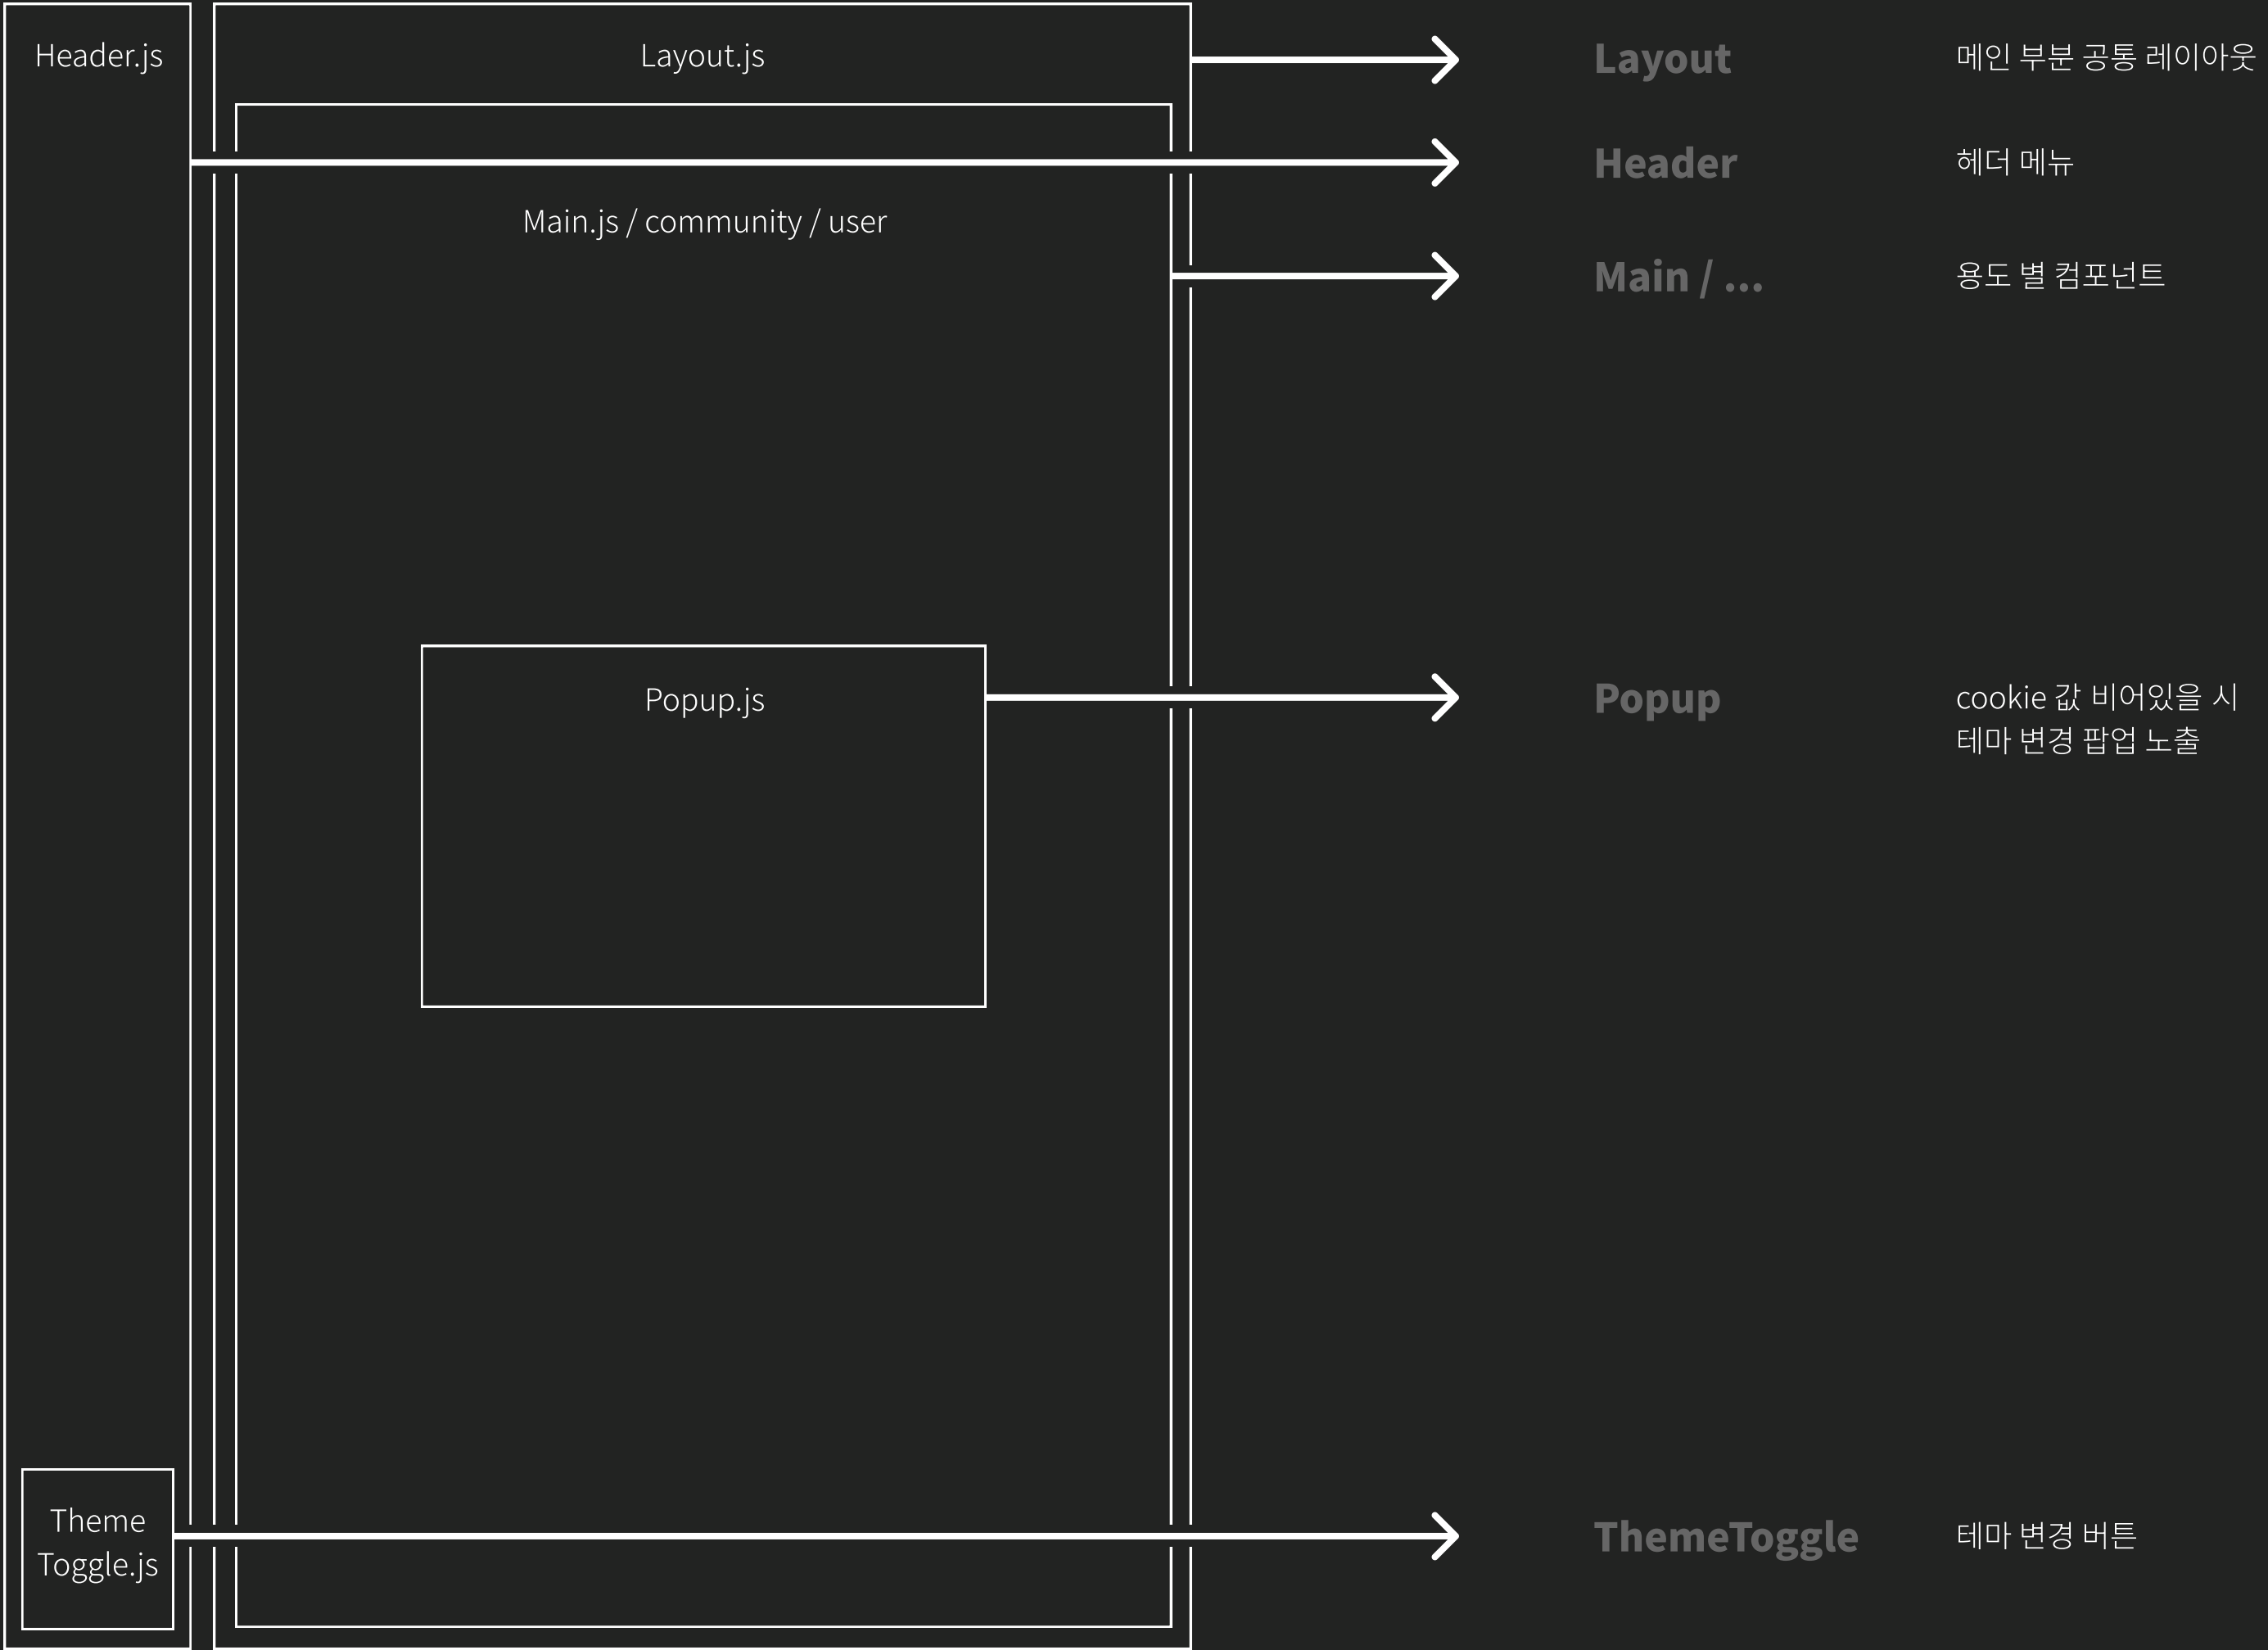 Header.js
Layout.js
Layout
메인 부분 공통 레이아웃
Header
헤더 메뉴
Main.js / community / user
Main / ...
용도별 컴포넌트
Popup.js
Popup
cookie 값 비어있을 시
테마 변경 팝업 노출
Theme
Toggle.js
ThemeToggle
테마 변경 버튼